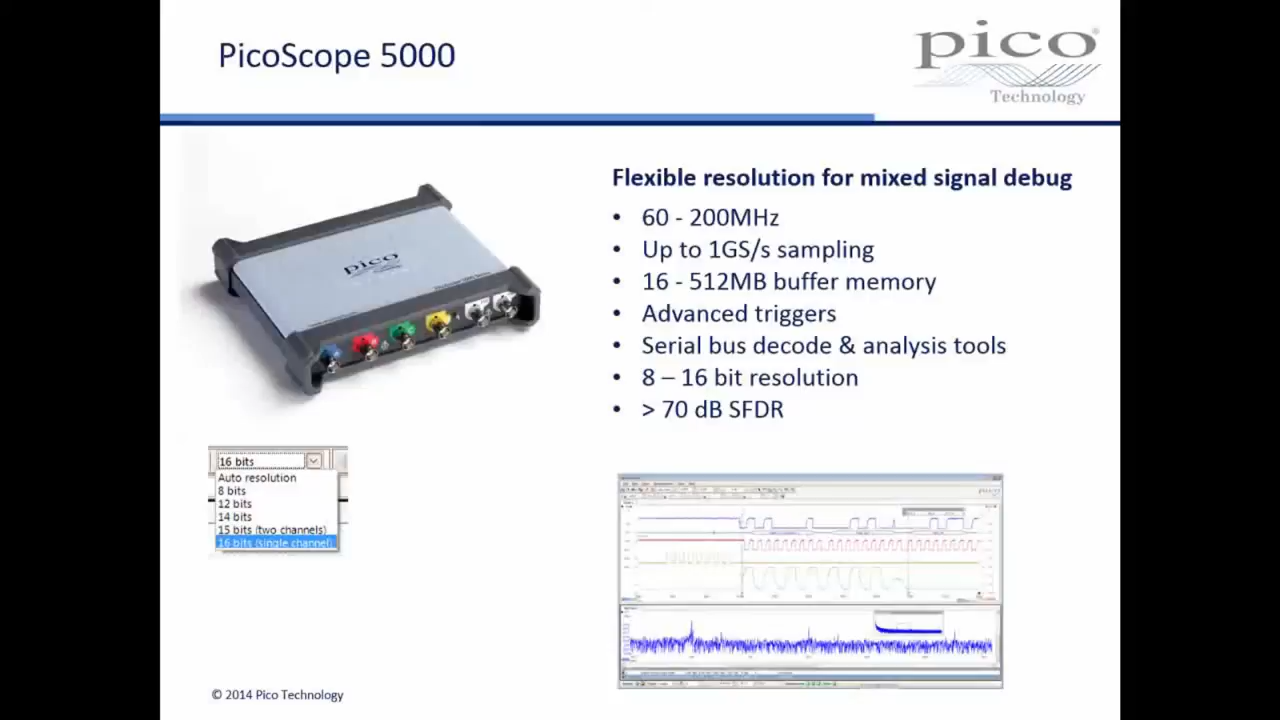 PicoScope 5000
pico
Technology
Flexible resolution for mixed signal debug
• 60 - 200MHz
• Up to 1GS/s sampling
• 16 - 512MB buffer memory
• Advanced triggers
• Serial bus decode & analysis tools
• 8 – 16 bit resolution
• > 70 dB SFDR
pico
16 bits
Auto resolution
8 bits
12 bits
14 bits
15 bits (two channels)
16 bits (single channel)
© 2014 Pico Technology